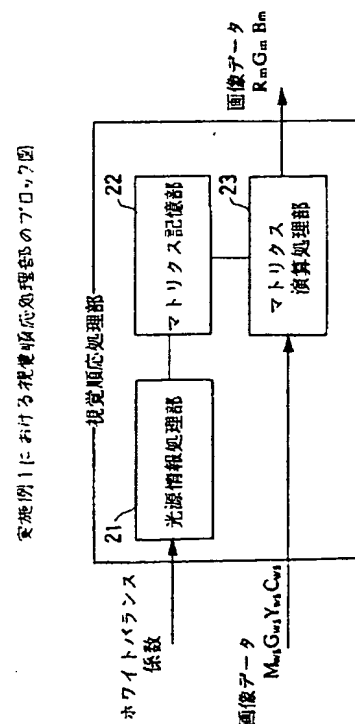 実施例1における視覚順応処理部のブロック図
視覚順応処理部
ホワイトバランス
係数
21
光源情報処理部
22
マトリクス記憶部
画像データ
MwsGwsYwsCws
23
マトリクス
演算処理部
画像データ
RmGmBm